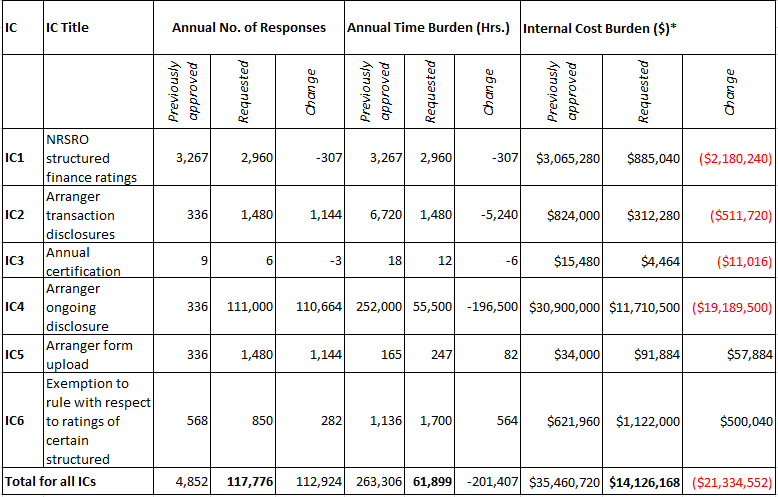 IC IC Title Annual No. of Responses Annual Time Burden (Hrs.) Internal Cost Burden ($)*
Previously approved Requested Change Previously approved Requested Change Previously approved Requested Change
IC1 NRSRO structured finance ratings 3,267 2,960 -307 3,267 2,960 -307 $3,065,280 $885,040 ($2,180,240)
IC2 Arranger transaction disclosures 336 1,480 1,144 6,720 1,480 -5,240 $824,000 $312,280 ($511,720)
IC3 Annual certification 9 6 -3 18 12 -6 $15,480 $4,464 ($11,016)
IC4 Arranger ongoing disclosure 336 111,000 110,664 252,000 55,500 -196,500 $30,900,000 $11,710,500 ($19,189,500)
IC5 Arranger form upload 336 1,480 1,144 165 247 82 $34,000 $91,884 $57,884
IC6 Exemption to rule with respect to ratings of certain structured 568 850 282 1,136 1,700 564 $621,960 $1,122,000 $500,040
Total for all ICs 4,852 117,776 112,924 263,306 61,899 -201,407 $35,460,720 $14,126,168 ($21,334,552)